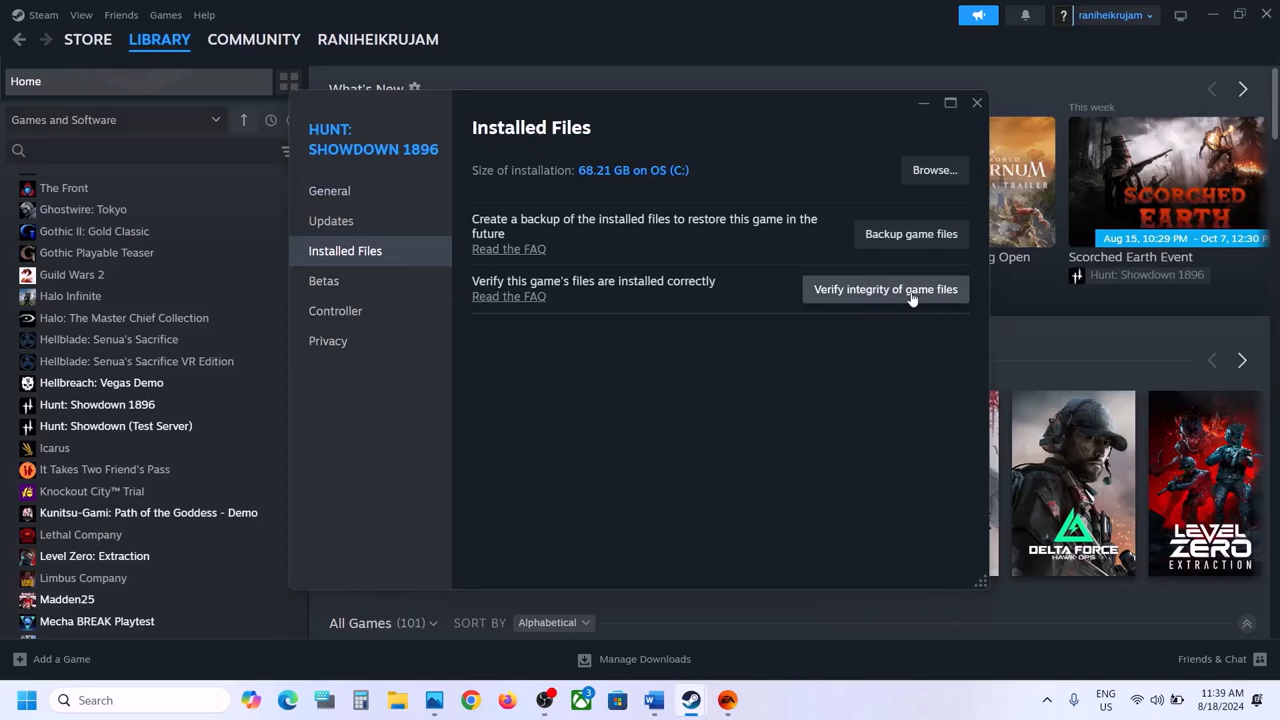 Steam View Friends Games Help
raniheikrujam
STORE LIBRARY COMMUNITY RANIHEIKRUJAM
Home
What's New
This week
Games and Software
The Front
Ghostwire: Tokyo
Gothic II: Gold Classic
Gothic Playable Teaser
Guild Wars 2
Halo Infinite
Halo: The Master Chief Collection
Hellblade: Senua's Sacrifice
Hellblade: Senua's Sacrifice VR Edition
Hellbreach: Vegas Demo
Hunt: Showdown 1896
Hunt: Showdown (Test Server)
Icarus
It Takes Two Friend's Pass
Knockout City™ Trial
Kunitsu-Gami: Path of the Goddess - Demo
Lethal Company
Level Zero: Extraction
Limbus Company
Madden25
Mecha BREAK Playtest
HUNT:
SHOWDOWN 1896
General
Updates
Installed Files
Betas
Controller
Privacy
Installed Files
Size of installation: 68.21 GB on OS (C:)
Browse...
Create a backup of the installed files to restore this game in the
future
Read the FAQ
Backup game files
Verify this game's files are installed correctly
Read the FAQ
Verify integrity of game files
TRAILER
SCORCHED
EARTH
Aug 15, 10:29 PM - Oct 7, 12:30 P
Scorched Earth Event
Hunt: Showdown 1896
DELTA FORCE
HAWK OPS
LEVEL
ZERO
EXTRACTION
All Games (101) SORT BY Alphabetical
Add a Game
Manage Downloads
Friends & Chat
Search
3
ENG
US
11:39 AM
8/18/2024